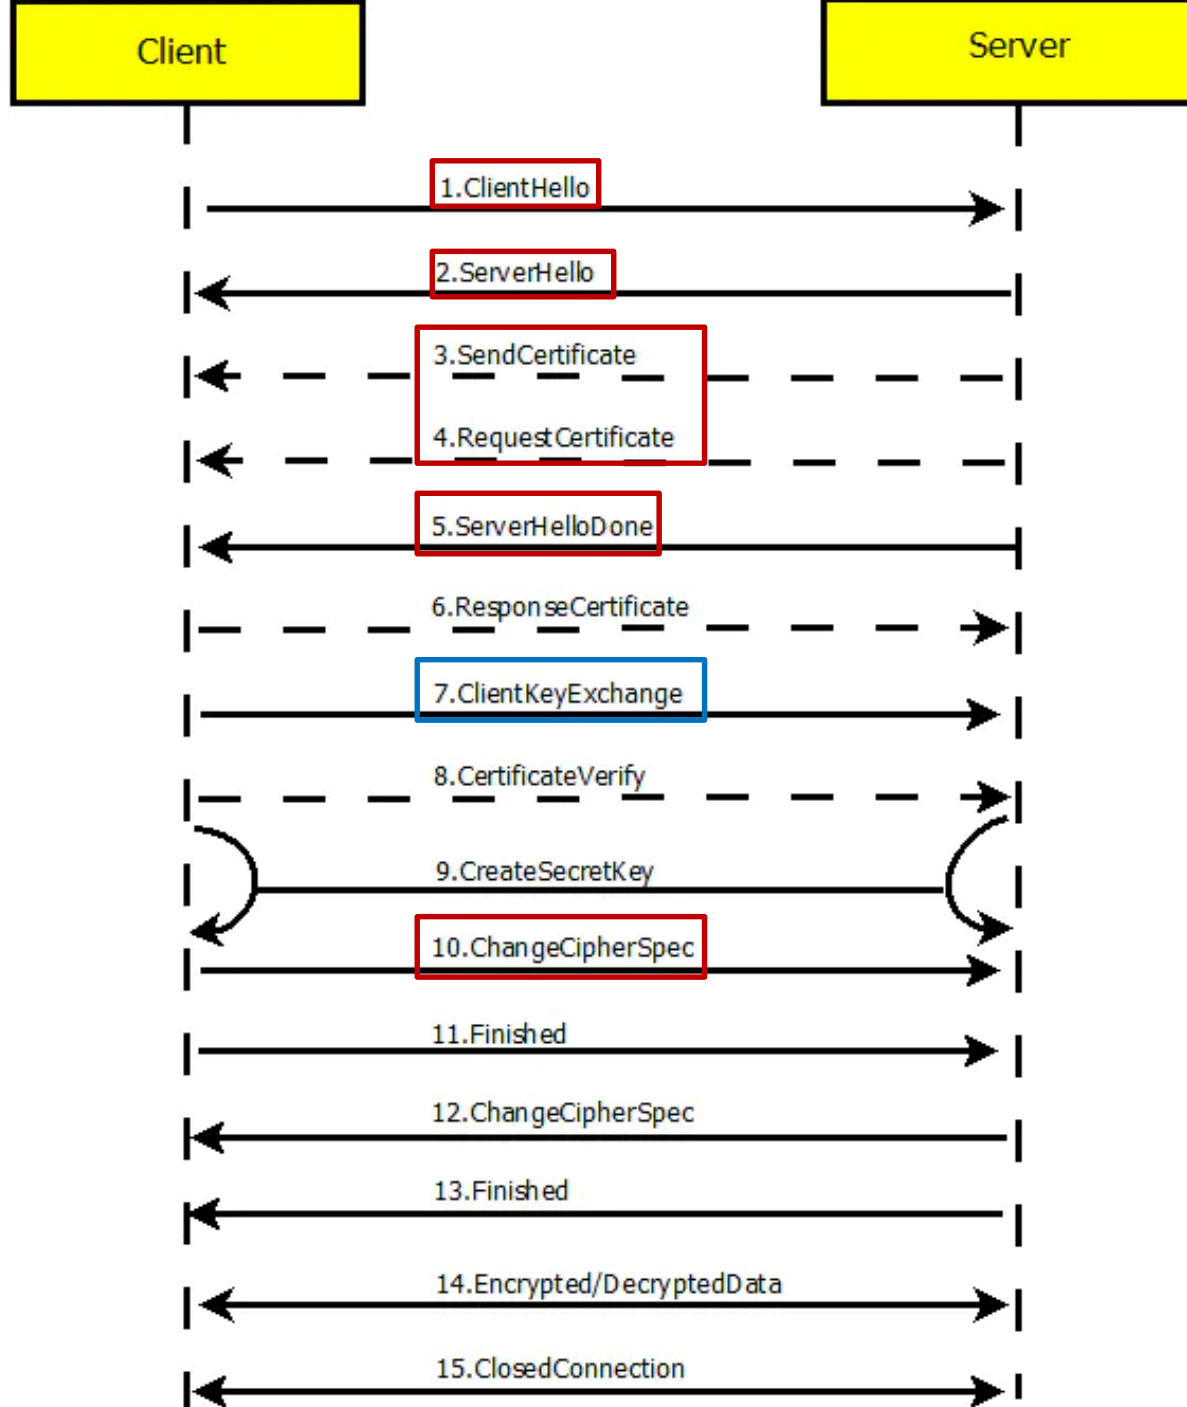 Client
Server
1.ClientHello
2.ServerHello
3.SendCertificate
4.RequestCertificate
5.ServerHelloDone
6.ResponseCertificate
7.ClientKeyExchange
8.CertificateVerify
9.CreateSecretKey
10.ChangeCipherSpec
11.Finished
12.ChangeCipherSpec
13.Finished
14.Encrypted/DecryptedData
15.ClosedConnection